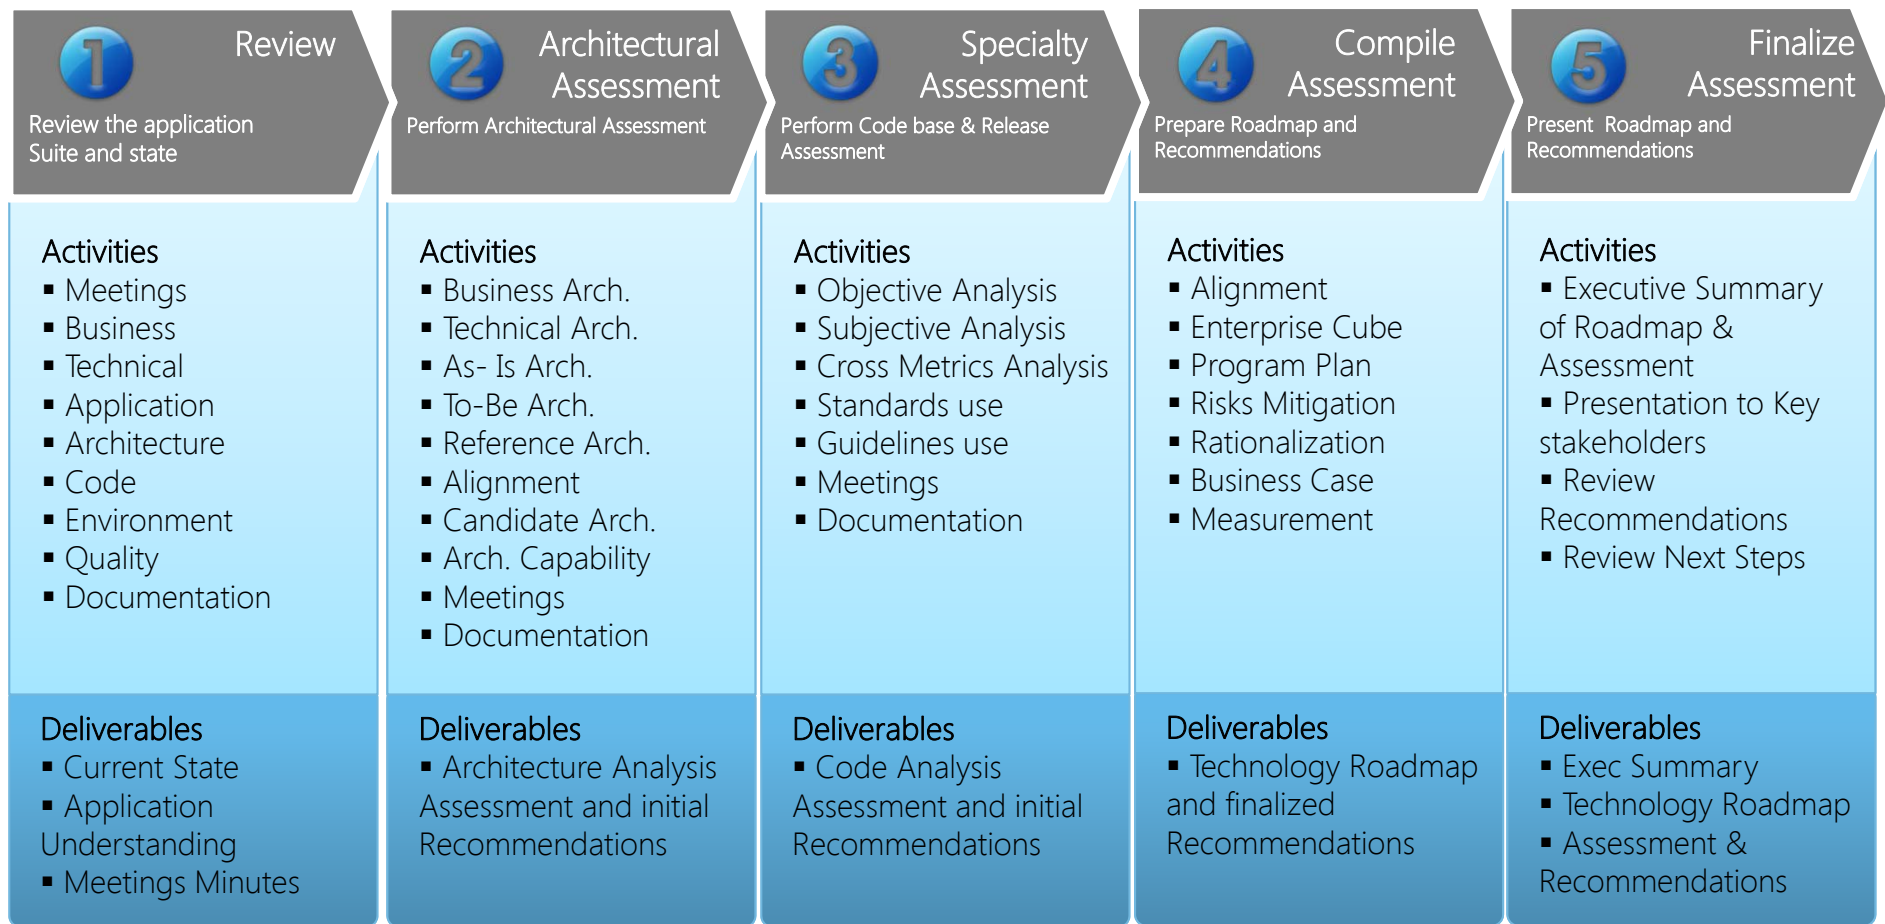 1
Review
Review the application
Suite and state
Activities
▪ Meetings
▪ Business
▪ Technical
▪ Application
▪ Architecture
▪ Code
▪ Environment
▪ Quality
▪ Documentation
Deliverables
▪ Current State
▪ Application
Understanding
▪ Meetings Minutes
2
Architectural
Assessment
Perform Architectural Assessment
Activities
▪ Business Arch.
▪ Technical Arch.
▪ As- Is Arch.
▪ To-Be Arch.
▪ Reference Arch.
▪ Alignment
▪ Candidate Arch.
▪ Arch. Capability
▪ Meetings
▪ Documentation
Deliverables
▪ Architecture Analysis
Assessment and initial
Recommendations
3
Specialty
Assessment
Perform Code base & Release
Assessment
Activities
▪ Objective Analysis
▪ Subjective Analysis
▪ Cross Metrics Analysis
▪ Standards use
▪ Guidelines use
▪ Meetings
▪ Documentation
Deliverables
▪ Code Analysis
Assessment and initial
Recommendations
4
Compile
Assessment
Prepare Roadmap and
Recommendations
Activities
▪ Alignment
▪ Enterprise Cube
▪ Program Plan
▪ Risks Mitigation
▪ Rationalization
▪ Business Case
▪ Measurement
Deliverables
▪ Technology Roadmap
and finalized
Recommendations
5
Finalize
Assessment
Present Roadmap and
Recommendations
Activities
▪ Executive Summary
of Roadmap &
Assessment
▪ Presentation to Key
stakeholders
▪ Review
Recommendations
▪ Review Next Steps
Deliverables
▪ Exec Summary
▪ Technology Roadmap
▪ Assessment &
Recommendations